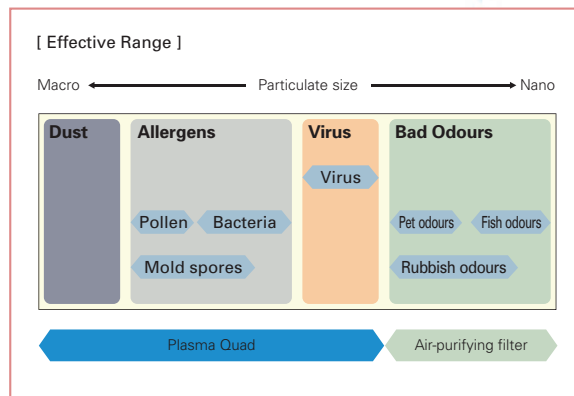 [ Effective Range ]
Macro Particulate size Nano
Dust Allergens Virus Bad Odours
Virus
Pollen Bacteria Pet odours Fish odours
Mold spores Rubbish odours
Plasma Quad Air-purifying filter